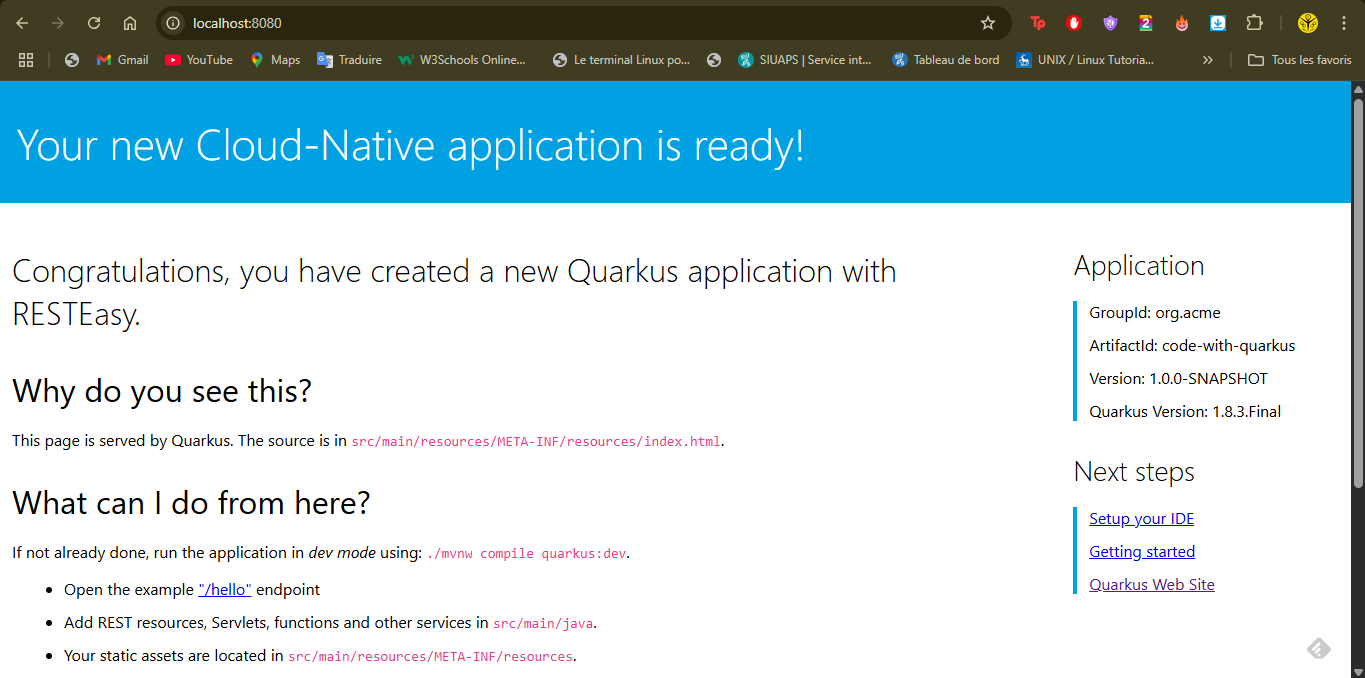 localhost:8080
Tp
2
Gmail
YouTube
Maps
Traduire
W3Schools Online...
Le terminal Linux po...
SIUAPS | Service int...
Tableau de bord
UNIX / Linux Tutoria...
Tous les favoris
Your new Cloud-Native application is ready!
Congratulations, you have created a new Quarkus application with
RESTEasy.
Why do you see this?
This page is served by Quarkus. The source is in src/main/resources/META-INF/resources/index.html.
What can I do from here?
If not already done, run the application in dev mode using: ./mvnw compile quarkus:dev.
• Open the example "/hello" endpoint
• Add REST resources, Servlets, functions and other services in src/main/java.
• Your static assets are located in src/main/resources/META-INF/resources.
Application
GroupId: org.acme
ArtifactId: code-with-quarkus
Version: 1.0.0-SNAPSHOT
Quarkus Version: 1.8.3.Final
Next steps
Setup your IDE
Getting started
Quarkus Web Site